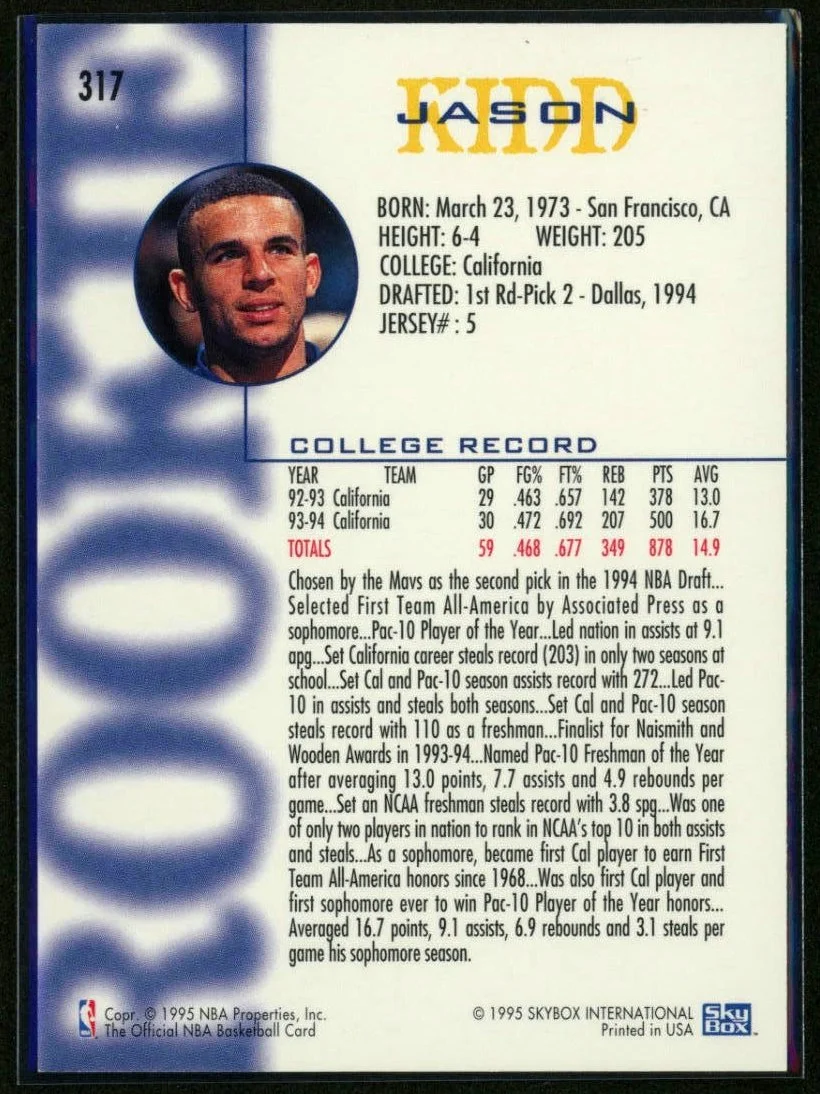 317
JASON
KIDD
ROOKIE
BORN: March 23, 1973 - San Francisco, CA
HEIGHT: 6-4 WEIGHT: 205
COLLEGE: California
DRAFTED: 1st Rd-Pick 2 - Dallas, 1994
JERSEY# : 5
COLLEGE RECORD
YEAR TEAM GP FG% FT% REB PTS AVG
92-93 California 29 .463 .657 142 378 13.0
93-94 California 30 .472 .692 207 500 16.7
TOTALS 59 .468 .677 349 878 14.9
Chosen by the Mavs as the second pick in the 1994 NBA Draft...
Selected First Team All-America by Associated Press as a
sophomore...Pac-10 Player of the Year...Led nation in assists at 9.1
apg...Set California career steals record (203) in only two seasons at
school...Set Cal and Pac-10 season assists record with 272...Led Pac-
10 in assists and steals both seasons...Set Cal and Pac-10 season
steals record with 110 as a freshman...Finalist for Naismith and
Wooden Awards in 1993-94...Named Pac-10 Freshman of the Year
after averaging 13.0 points, 7.7 assists and 4.9 rebounds per
game...Set an NCAA freshman steals record with 3.8 spg...Was one
of only two players in nation to rank in NCAA's top 10 in both assists
and steals...As a sophomore, became first Cal player to earn First
Team All-America honors since 1968...Was also first Cal player and
first sophomore ever to win Pac-10 Player of the Year honors...
Averaged 16.7 points, 9.1 assists, 6.9 rebounds and 3.1 steals per
game his sophomore season.
Copr. © 1995 NBA Properties, Inc.
The Official NBA Basketball Card
© 1995 SKYBOX INTERNATIONAL
Printed in USA
Sky
Box™